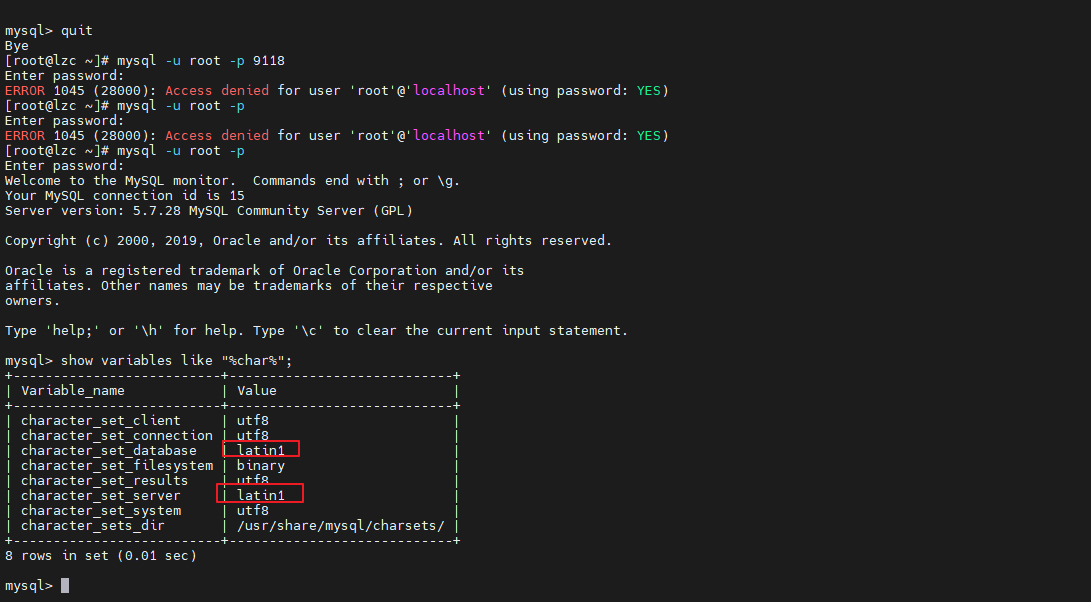 mysql> quit
Bye
[root@lzc ~]# mysql -u root -p 9118
Enter password:
ERROR 1045 (28000): Access denied for user 'root'@'localhost' (using password: YES)
[root@lzc ~]# mysql -u root -p
Enter password:
ERROR 1045 (28000): Access denied for user 'root'@'localhost' (using password: YES)
[root@lzc ~]# mysql -u root -p
Enter password:
Welcome to the MySQL monitor.  Commands end with ; or \g.
Your MySQL connection id is 15
Server version: 5.7.28 MySQL Community Server (GPL)
Copyright (c) 2000, 2019, Oracle and/or its affiliates. All rights reserved.
Oracle is a registered trademark of Oracle Corporation and/or its
affiliates. Other names may be trademarks of their respective
owners.
Type 'help;' or '\h' for help. Type '\c' to clear the current input statement.
mysql> show variables like "%char%";
+--------------------------+----------------------------+
| Variable_name            | Value                      |
+--------------------------+----------------------------+
| character_set_client     | utf8                       |
| character_set_connection | utf8                       |
| character_set_database   | latin1                     |
| character_set_filesystem | binary                     |
| character_set_results    | utf8                       |
| character_set_server     | latin1                     |
| character_set_system     | utf8                       |
| character_sets_dir       | /usr/share/mysql/charsets/ |
+--------------------------+----------------------------+
8 rows in set (0.01 sec)
mysql>